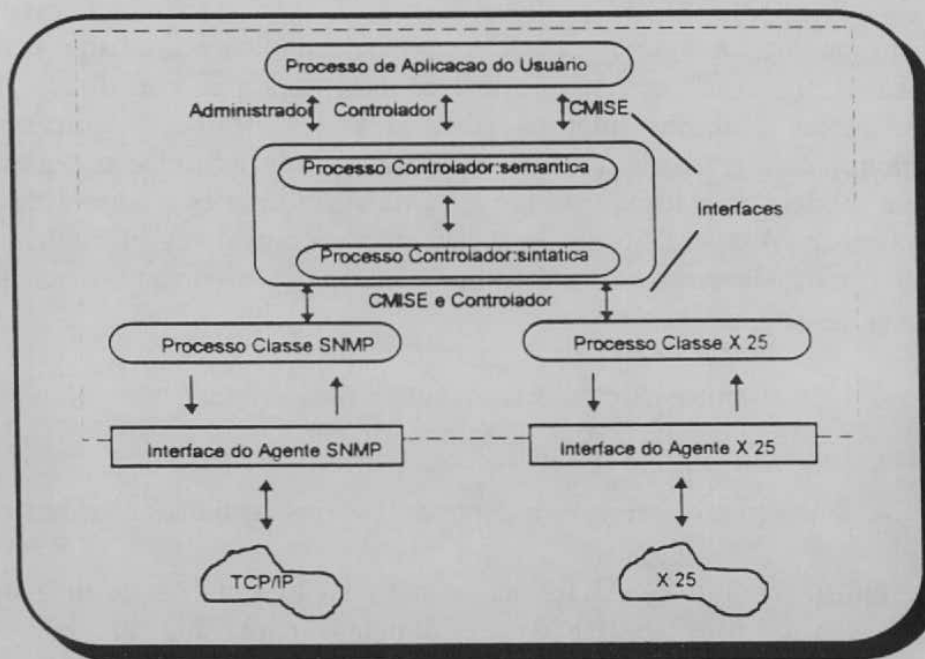 Processo de Aplicacao do Usuário
Administrador Controlador CMISE
Processo Controlador:semantica
Interfaces
Processo Controlador:sintatica
CMISE e Controlador
Processo Classe SNMP Processo Classe X.25
Interface do Agente SNMP Interface do Agente X.25
TCP/IP X 25